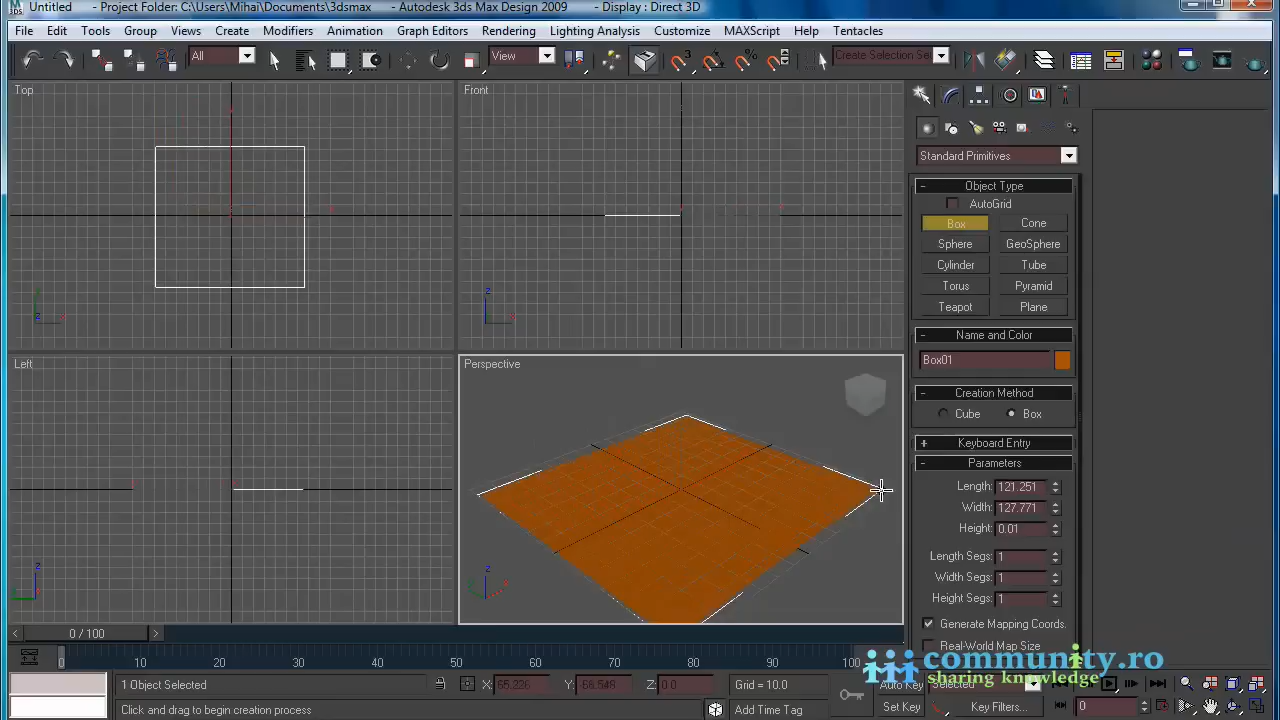 Untitled - Project Folder: C:\Users\Mihai\Documents\3dsmax - Autodesk 3ds Max Design 2009 - Display : Direct 3D
File Edit Tools Group Views Create Modifiers Animation Graph Editors Rendering Lighting Analysis Customize MAXScript Help Tentacles
All View Create Selection Se
Top Front
Standard Primitives
- Object Type
AutoGrid
Box Cone
Sphere GeoSphere
Cylinder Tube
Torus Pyramid
Teapot Plane
- Name and Color
Box01
- Creation Method
Cube Box
+ Keyboard Entry
- Parameters
Length: 121.251
Width: 127.771
Height: 0.01
Length Segs: 1
Width Segs: 1
Height Segs: 1
Generate Mapping Coords.
Real-World Map Size
Left Perspective
0 / 100
0 10 20 30 40 50 60 70 80 90 100
community.ro
sharing knowledge
1 Object Selected X: Y: Z: 0.0 Grid = 10.0 Auto Key Selected
Click and drag to begin creation process Add Time Tag Set Key Key Filters... 0